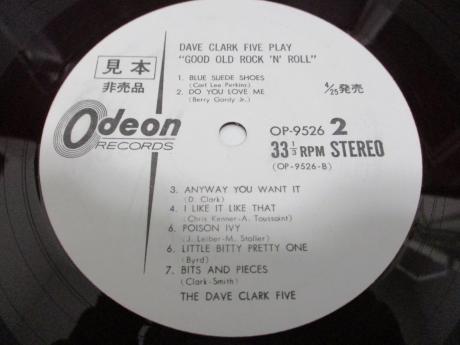 DAVE CLARK FIVE PLAY
"GOOD OLD ROCK 'N' ROLL"
見本
非売品
1. BLUE SUEDE SHOES
(Carl Lee Perkins)
2. DO YOU LOVE ME
(Berry Gordy Jr.)
4/25発売
Odeon
RECORDS
OP-9526 2
33 1/3 RPM STEREO
(OP-9526-B)
3. ANYWAY YOU WANT IT
(D. Clark)
4. I LIKE IT LIKE THAT
(Chris Kenner-A. Toussaint)
6. POISON IVY
(J. Leiber-M. Stoller)
6. LITTLE BITTY PRETTY ONE
(Byrd)
7. BITS AND PIECES
(Clark-Smith)
THE DAVE CLARK FIVE